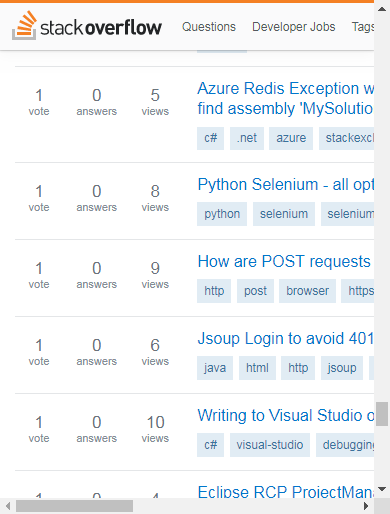 stackoverflow Questions Developer Jobs Tags
1 0 5 Azure Redis Exception w
vote answers views find assembly 'MySolutio
c# .net azure stackexcl
1 0 8 Python Selenium - all opt
vote answers views
python selenium selenium
1 0 9 How are POST requests
vote answers views
http post browser https
1 0 6 Jsoup Login to avoid 401
vote answers views
java html http jsoup
1 0 10 Writing to Visual Studio o
vote answers views
c# visual-studio debugging
1 0 4 Eclipse RCP ProjectMana